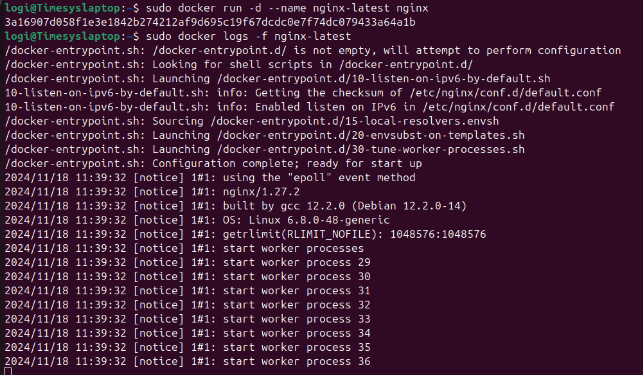 logi@Timesyslaptop:~$ sudo docker run -d --name nginx-latest nginx
3a16907d058f1e3e1842b274212af9d695c19f67dcdc0e7f74dc079433a64a1b
logi@Timesyslaptop:~$ sudo docker logs -f nginx-latest
/docker-entrypoint.sh: /docker-entrypoint.d/ is not empty, will attempt to perform configuration
/docker-entrypoint.sh: Looking for shell scripts in /docker-entrypoint.d/
/docker-entrypoint.sh: Launching /docker-entrypoint.d/10-listen-on-ipv6-by-default.sh
10-listen-on-ipv6-by-default.sh: info: Getting the checksum of /etc/nginx/conf.d/default.conf
10-listen-on-ipv6-by-default.sh: info: Enabled listen on IPv6 in /etc/nginx/conf.d/default.conf
/docker-entrypoint.sh: Sourcing /docker-entrypoint.d/15-local-resolvers.envsh
/docker-entrypoint.sh: Launching /docker-entrypoint.d/20-envsubst-on-templates.sh
/docker-entrypoint.sh: Launching /docker-entrypoint.d/30-tune-worker-processes.sh
/docker-entrypoint.sh: Configuration complete; ready for start up
2024/11/18 11:39:32 [notice] 1#1: using the "epoll" event method
2024/11/18 11:39:32 [notice] 1#1: nginx/1.27.2
2024/11/18 11:39:32 [notice] 1#1: built by gcc 12.2.0 (Debian 12.2.0-14)
2024/11/18 11:39:32 [notice] 1#1: OS: Linux 6.8.0-48-generic
2024/11/18 11:39:32 [notice] 1#1: getrlimit(RLIMIT_NOFILE): 1048576:1048576
2024/11/18 11:39:32 [notice] 1#1: start worker processes
2024/11/18 11:39:32 [notice] 1#1: start worker process 29
2024/11/18 11:39:32 [notice] 1#1: start worker process 30
2024/11/18 11:39:32 [notice] 1#1: start worker process 31
2024/11/18 11:39:32 [notice] 1#1: start worker process 32
2024/11/18 11:39:32 [notice] 1#1: start worker process 33
2024/11/18 11:39:32 [notice] 1#1: start worker process 34
2024/11/18 11:39:32 [notice] 1#1: start worker process 35
2024/11/18 11:39:32 [notice] 1#1: start worker process 36